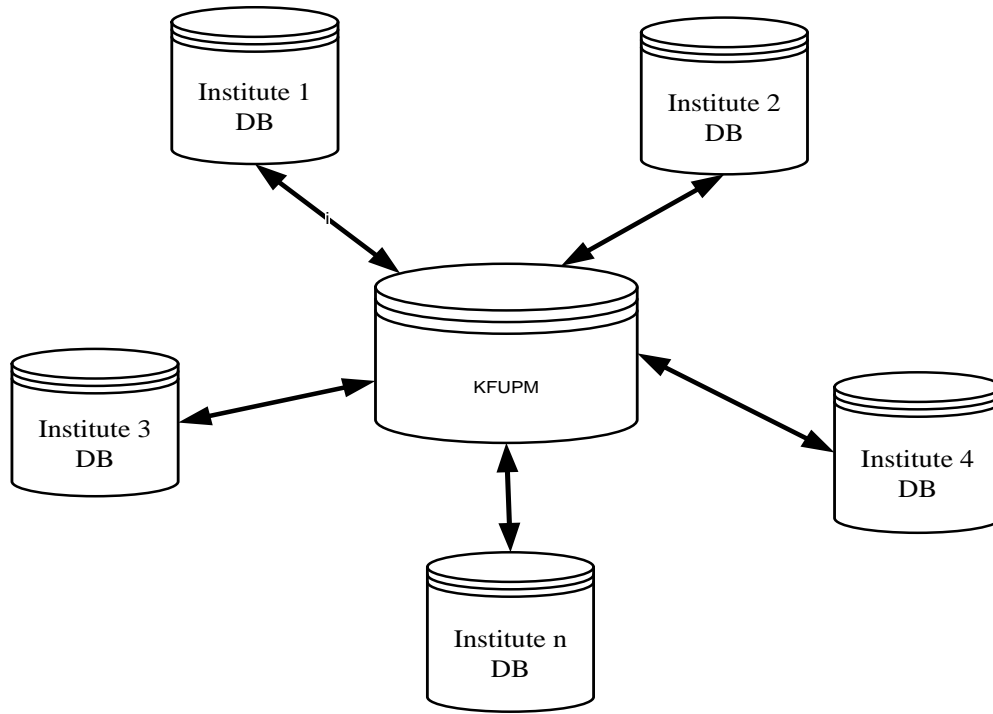 Institute 1
DB
Institute 2
DB
i
KFUPM
Institute 3
DB
Institute 4
DB
Institute n
DB